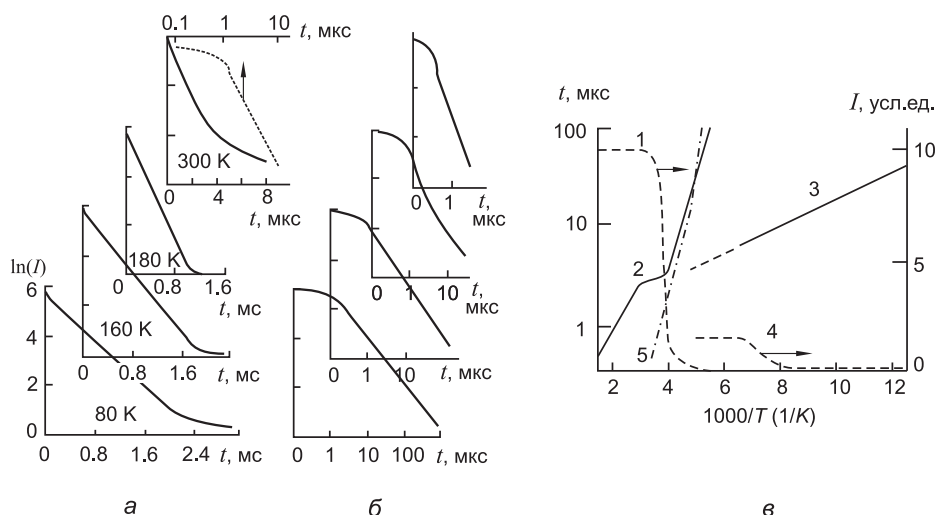 0.1 1 10 t, мкс
300 K
0 4 8
t, мкс
180 K
0 0.8 1.6
t, мс
160 K
0 0.8 1.6
t, мс
ln(I)
6
4
2
0
80 K
0 0.8 1.6 2.4 t, мс
а
0 1
t, мкс
0 1 10
t, мкс
0 1 10
t, мкс
0 1 10 100 t, мкс
б
t, мкс
100
10
1
I, усл.ед.
10
5
0
1
2
3
4
5
2 4 6 8 10 12
1000/T (1/K)
в